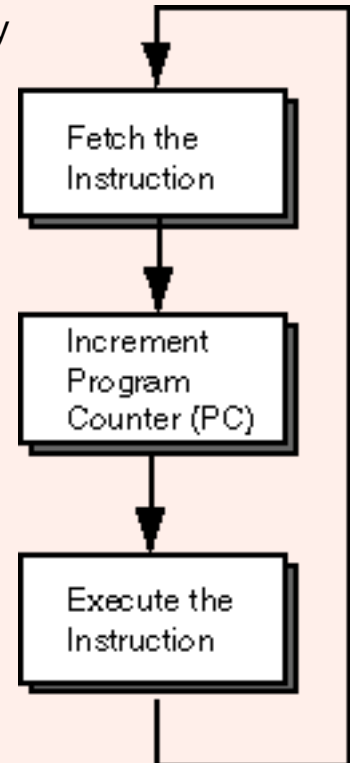 y
Fetch the
Instruction
Increment
Program
Counter (PC)
Execute the
Instruction